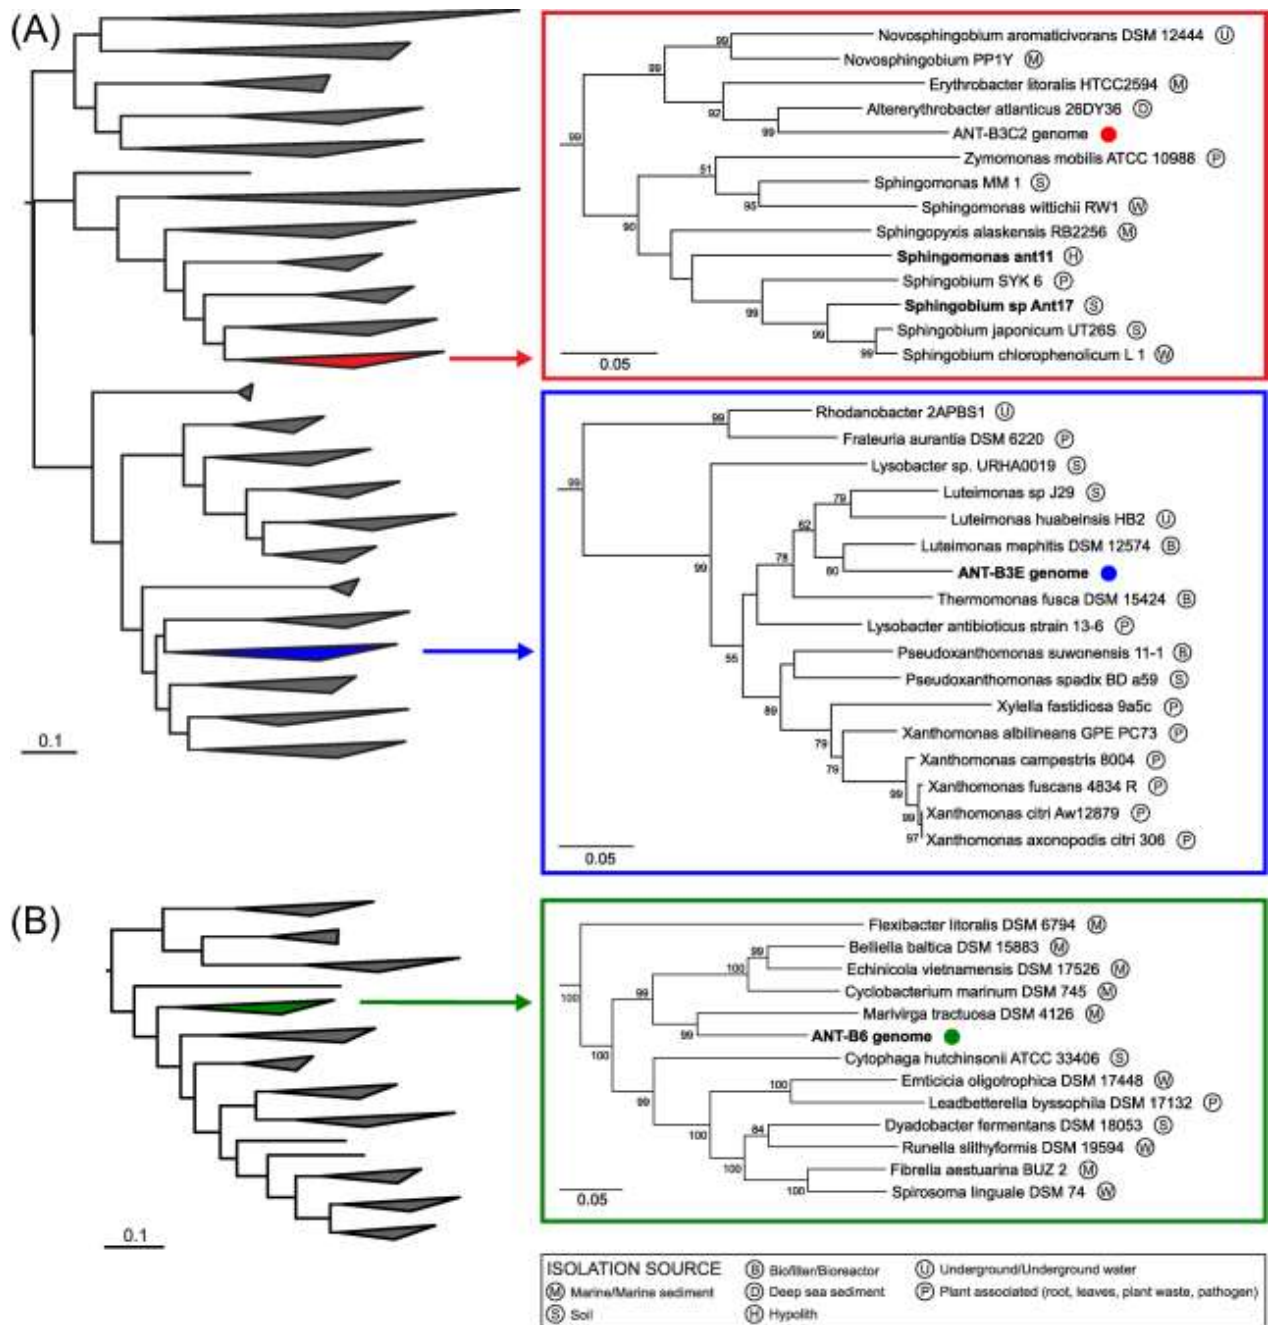 (A)
99
Novosphingobium aromaticivorans DSM 12444 U
Novosphingobium PP1Y M
99
Erythrobacter litoralis HTCC2594 M
92
Altererythrobacter atlanticus 26DY36 D
99
ANT-B3C2 genome
99
Zymomonas mobilis ATCC 10988 P
51
Sphingomonas MM 1 S
95
Sphingomonas wittichii RW1 W
90
Sphingopyxis alaskensis RB2256 M
Sphingomonas ant11 H
Sphingobium SYK 6 P
99
Sphingobium sp Ant17 S
99
Sphingobium japonicum UT26S S
99
Sphingobium chlorophenolicum L 1 W
0.05
Rhodanobacter 2APBS1 U
99
Frateuria aurantia DSM 6220 P
Lysobacter sp. URHA0019 S
99
Luteimonas sp J29 S
79
Luteimonas huabeinsis HB2 U
62
Luteimonas mephitis DSM 12574 B
99
78
80
ANT-B3E genome
Thermomonas fusca DSM 15424 B
Lysobacter antibioticus strain 13-6 P
55
Pseudoxanthomonas suwonensis 11-1 B
Pseudoxanthomonas spadix BD a59 S
89
Xylella fastidiosa 9a5c P
79
Xanthomonas albilineans GPE PC73 P
79
Xanthomonas campestris 8004 P
99
Xanthomonas fuscans 4834 R P
99
Xanthomonas citri Aw12879 P
97
Xanthomonas axonopodis citri 306 P
0.05
0.1
(B)
Flexibacter litoralis DSM 6794 M
Belliella baltica DSM 15883 M
99
Echinicola vietnamensis DSM 17526 M
100
Cyclobacterium marinum DSM 745 M
100
99
Marivirga tractuosa DSM 4126 M
99
ANT-B6 genome
100
Cytophaga hutchinsonii ATCC 33406 S
Emticicia oligotrophica DSM 17448 W
100
99
Leadbetterella byssophila DSM 17132 P
Dyadobacter fermentans DSM 18053 S
100
84
Runella slithyformis DSM 19594 W
100
Fibrella aestuarina BUZ 2 M
100
Spirosoma linguale DSM 74 W
0.05
0.1
ISOLATION SOURCE
B Biofilter/Bioreactor
U Underground/Underground water
M Marine/Marine sediment
D Deep sea sediment
P Plant associated (root, leaves, plant waste, pathogen)
S Soil
H Hypolith